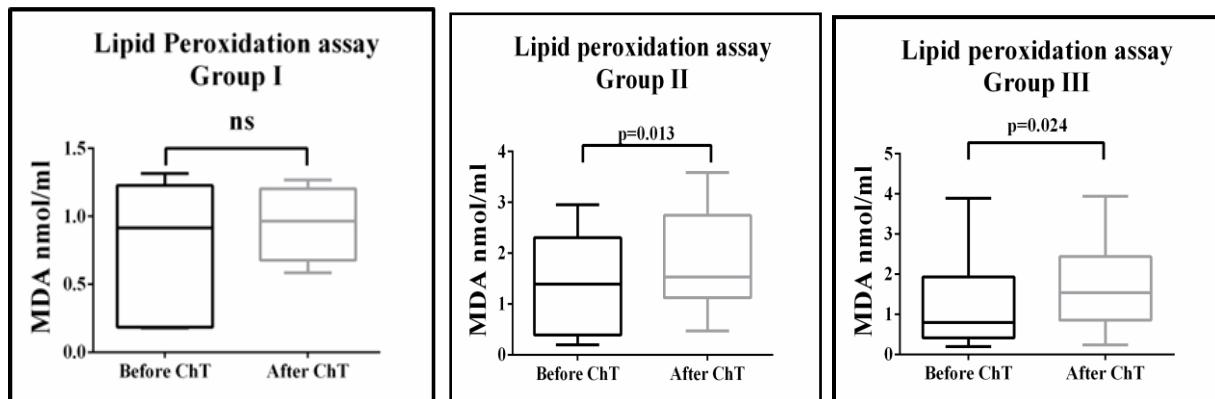 Lipid Peroxidation assay
Group I
ns
MDA nmol/ml
1.5
1.0
0.5
0.0
Before ChT After ChT
Lipid peroxidation assay
Group II
p=0.013
MDA nmol/ml
4
3
2
1
0
Before ChT After ChT
Lipid peroxidation assay
Group III
p=0.024
MDA nmol/ml
5
4
3
2
1
0
Before ChT After ChT